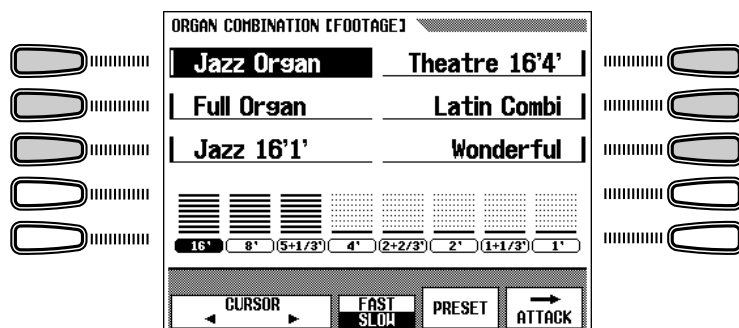 ORGAN COMBINATION [FOOTAGE]
Jazz Organ Theatre 16'4'
Full Organ Latin Combi
Jazz 16'1' Wonderful
16' 8' (5+1/3') 4' (2+2/3') 2' (1+1/3') 1'
CURSOR FAST PRESET
SLOW ATTACK